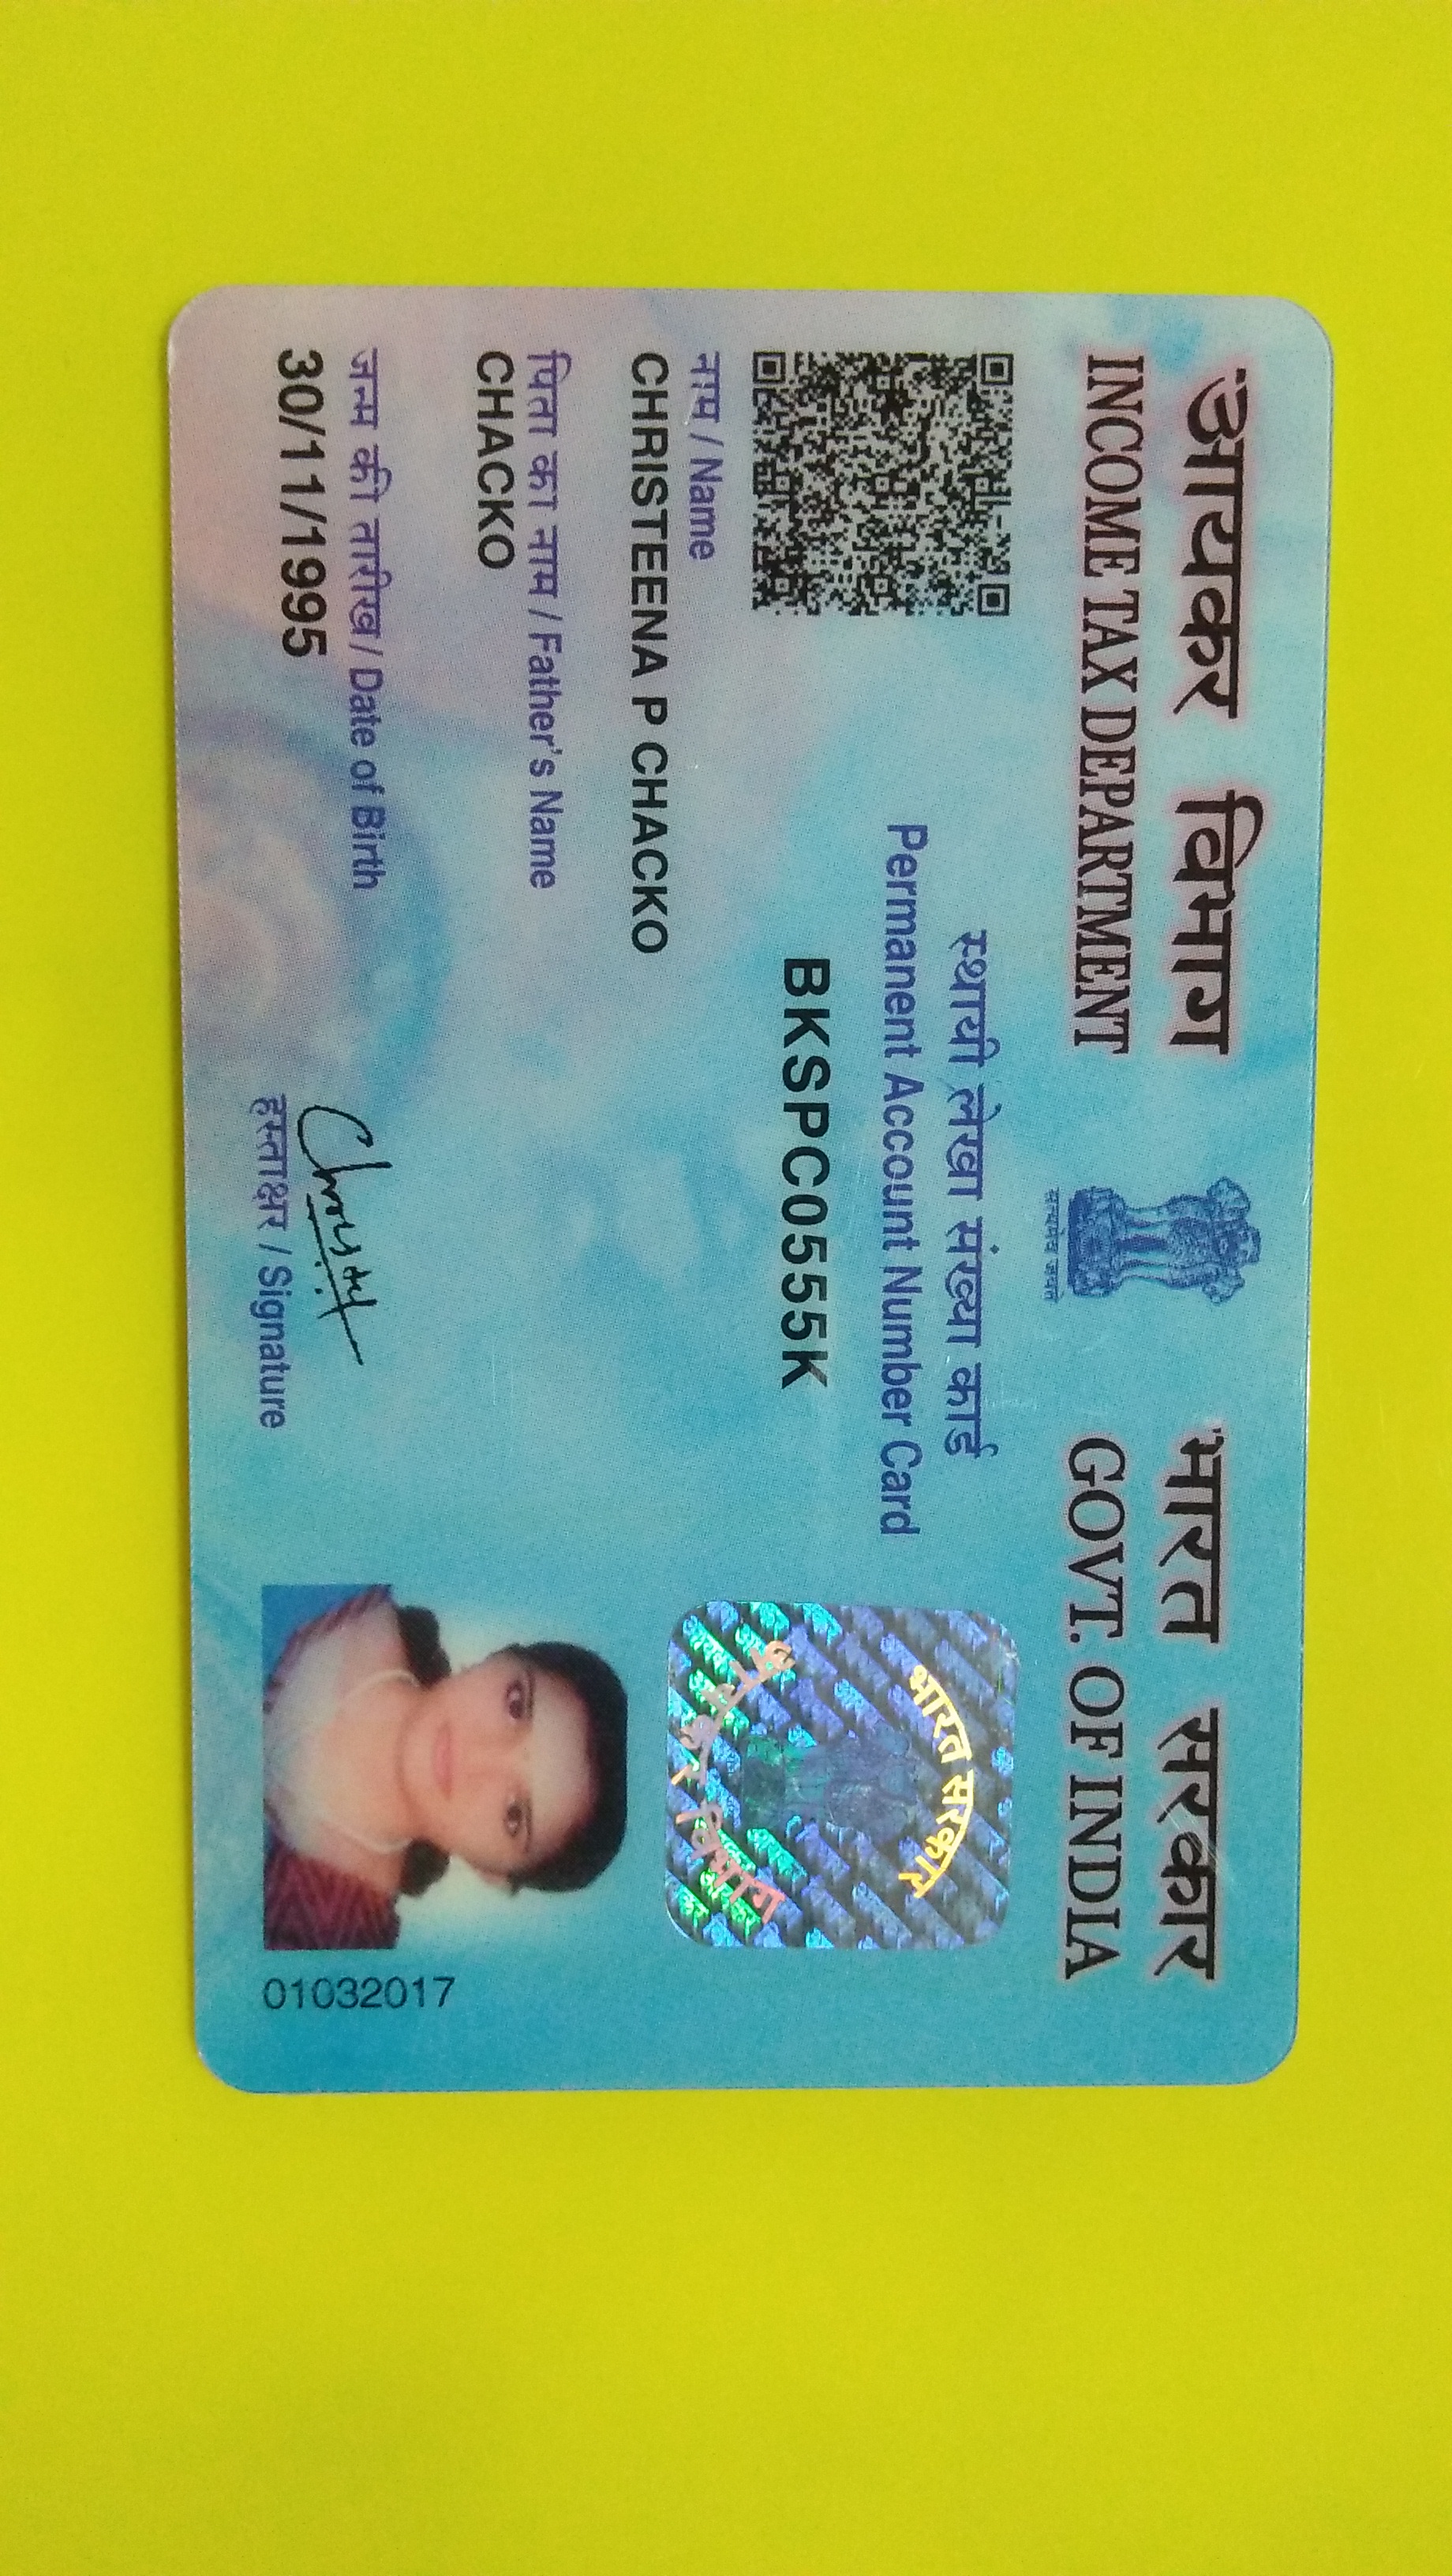 आयकर विभाग
INCOME TAX DEPARTMENT
सत्यमेव जयते
भारत सरकार
GOVT. OF INDIA
स्थायी लेखा संख्या कार्ड
Permanent Account Number Card
BKSPC0555K
भारत सरकार
आयकर विभाग
नाम / Name
CHRISTEENA P CHACKO
पिता का नाम / Father's Name
CHACKO
जन्म की तारीख / Date of Birth
30/11/1995
हस्ताक्षर / Signature
01032017